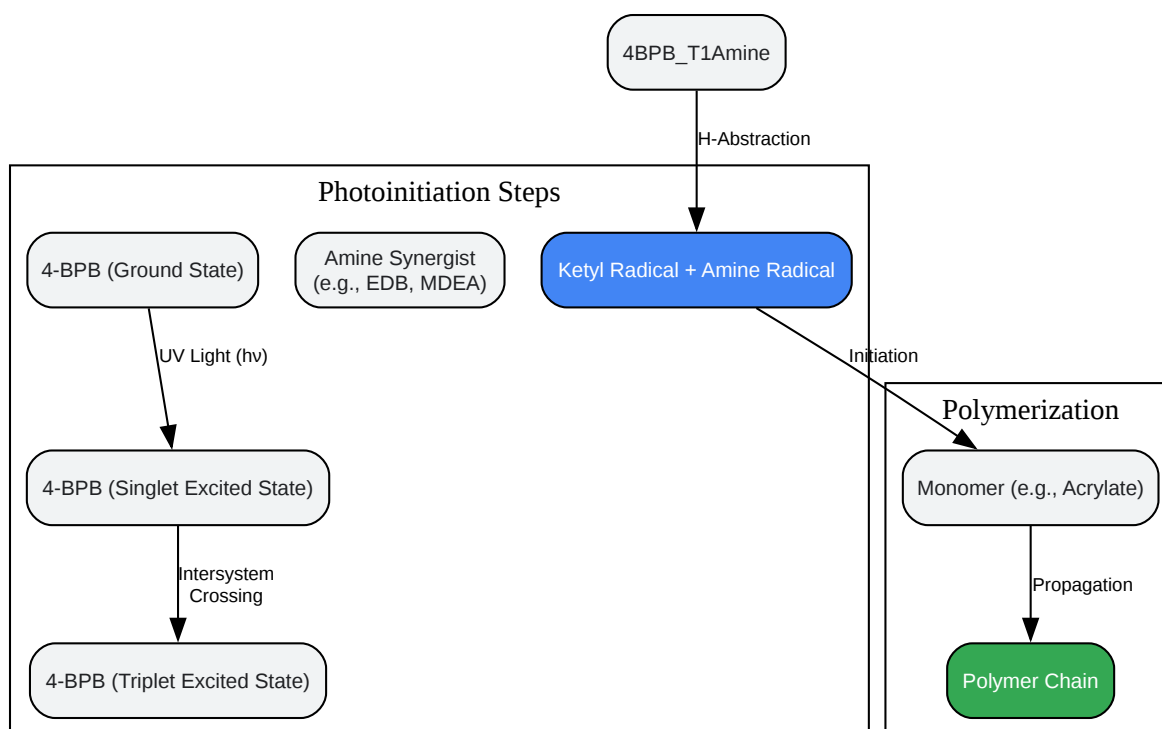 4BPB_T1Amine
H-Abstraction
Photoinitiation Steps
4-BPB (Ground State)
Amine Synergist
(e.g., EDB, MDEA)
Ketyl Radical + Amine Radical
UV Light (hν)
Initiation
Polymerization
4-BPB (Singlet Excited State)
Monomer (e.g., Acrylate)
Intersystem
Crossing
Propagation
4-BPB (Triplet Excited State)
Polymer Chain